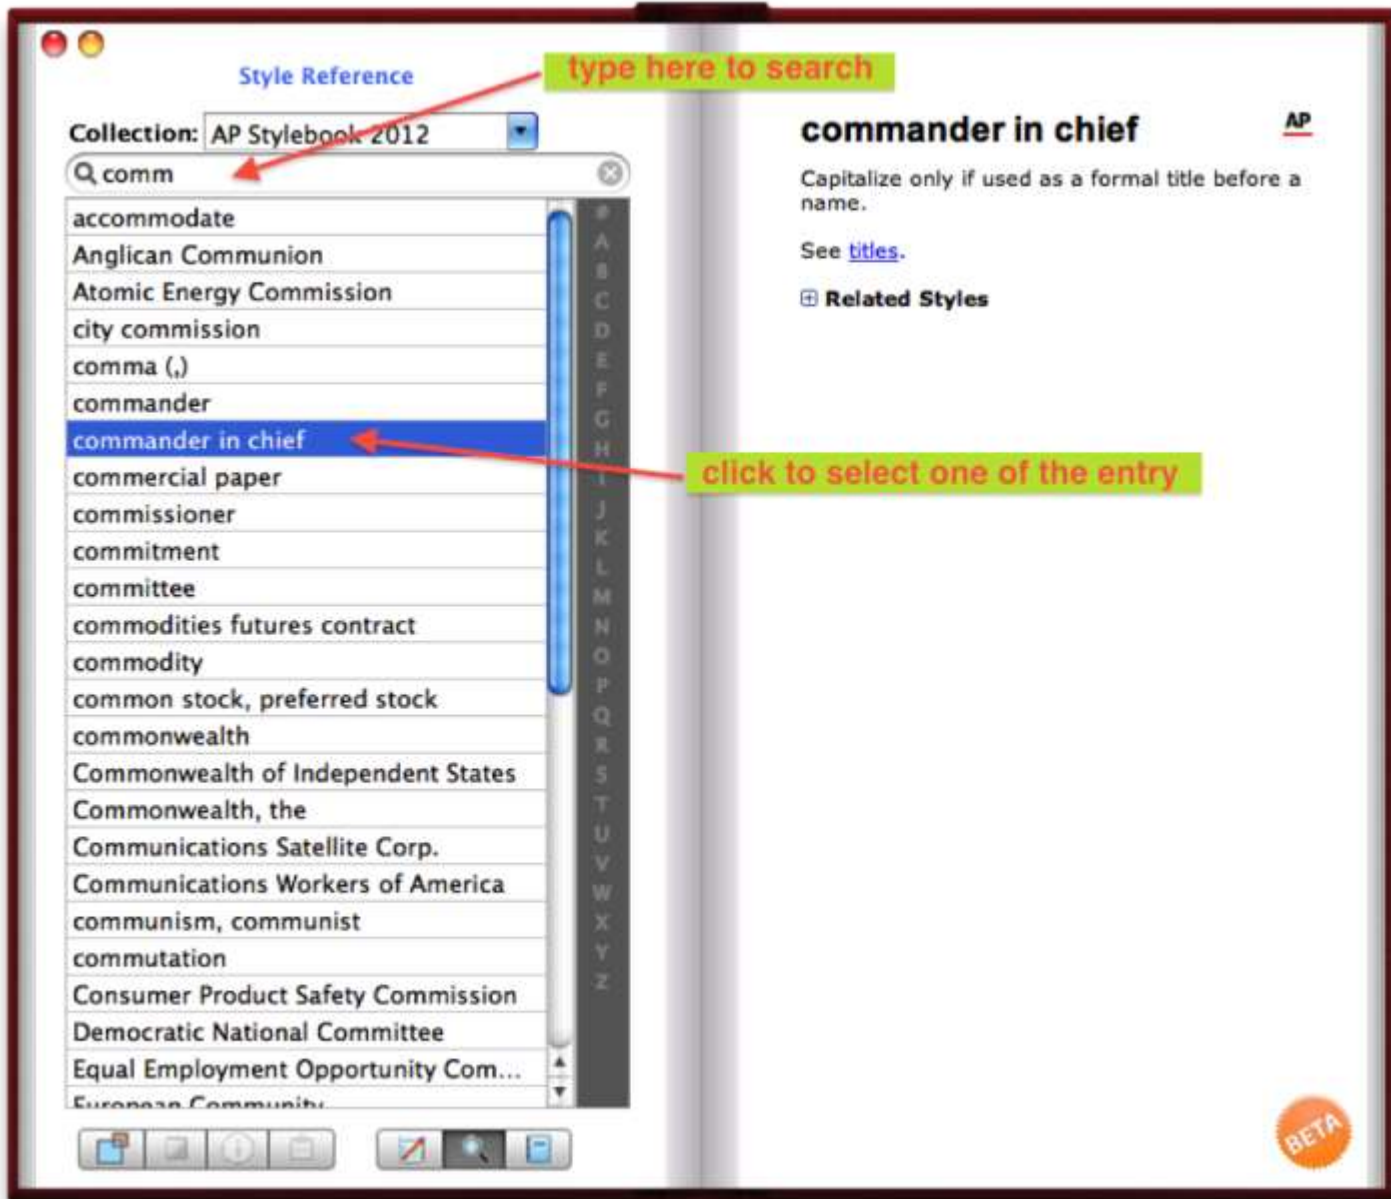 Style Reference
type here to search
Collection: AP Stylebook 2012
comm
accommodate
Anglican Communion
Atomic Energy Commission
city commission
comma (,)
commander
commander in chief
commercial paper
commissioner
commitment
committee
commodities futures contract
commodity
common stock, preferred stock
commonwealth
Commonwealth of Independent States
Commonwealth, the
Communications Satellite Corp.
Communications Workers of America
communism, communist
commutation
Consumer Product Safety Commission
Democratic National Committee
Equal Employment Opportunity Com...
European Community
#
A
B
C
D
E
F
G
H
I
J
K
L
M
N
O
P
Q
R
S
T
U
V
W
X
Y
Z
commander in chief
AP
Capitalize only if used as a formal title before a
name.
See titles.
Related Styles
click to select one of the entry
BETA